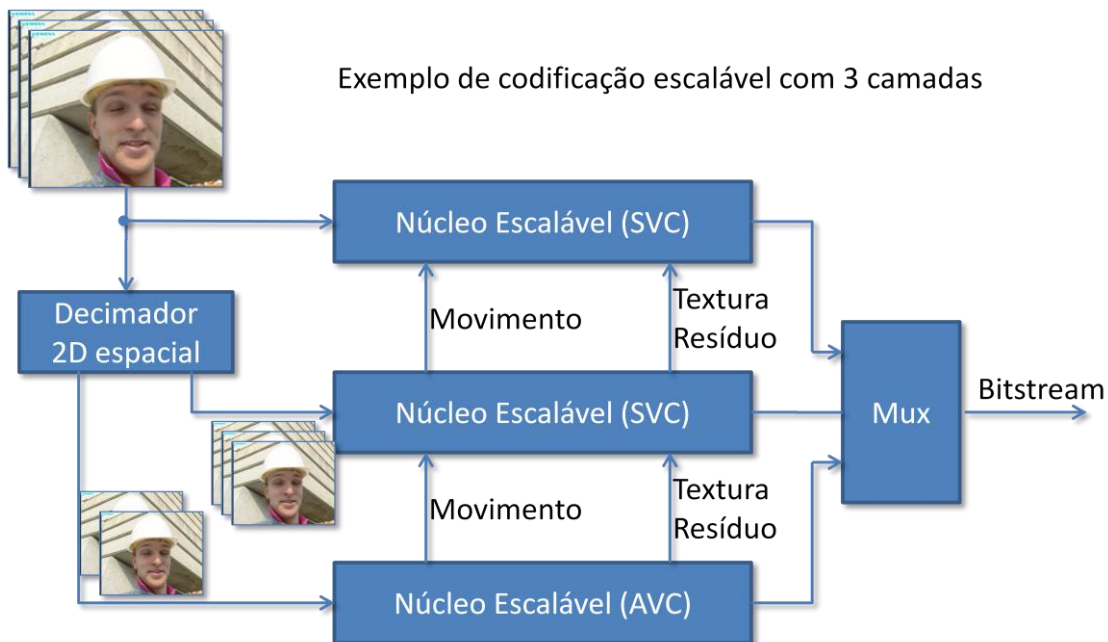 Exemplo de codificação escalável com 3 camadas
Núcleo Escalável (SVC)
Decimador
2D espacial
Movimento
Textura
Resíduo
Núcleo Escalável (SVC)
Mux
Bitstream
Movimento
Textura
Resíduo
Núcleo Escalável (AVC)